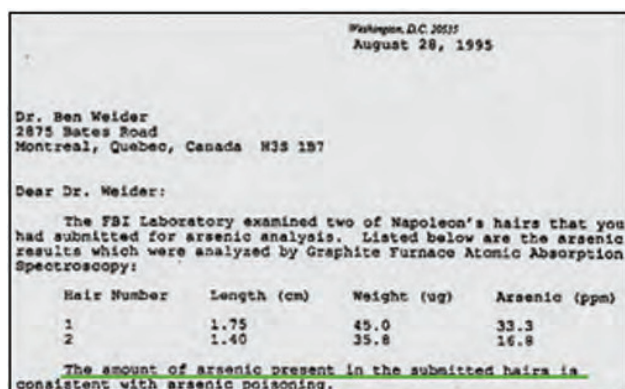 Washington, D.C. 20535
August 28, 1995
Dr. Ben Weider
2875 Bates Road
Montreal, Quebec, Canada H3S 1B7
Dear Dr. Weider:
The FBI Laboratory examined two of Napoleon's hairs that you
had submitted for arsenic analysis. Listed below are the arsenic
results which were analyzed by Graphite Furnace Atomic Absorption
Spectroscopy:
Hair Number Length (cm) Weight (ug) Arsenic (ppm)
1 1.75 45.0 33.3
2 1.40 35.8 16.8
The amount of arsenic present in the submitted hairs is
consistent with arsenic poisoning.